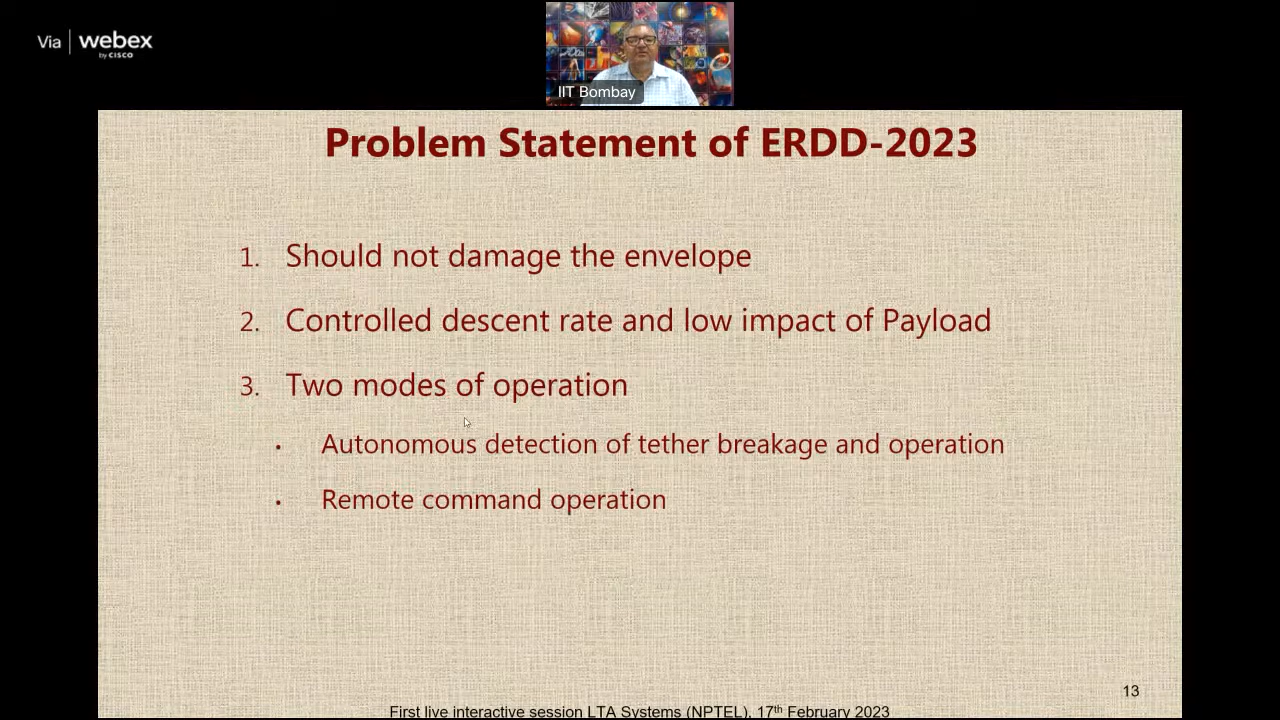 Via webex
by CISCO
IIT Bombay
Problem Statement of ERDD-2023
1. Should not damage the envelope
2. Controlled descent rate and low impact of Payload
3. Two modes of operation
• Autonomous detection of tether breakage and operation
• Remote command operation
13
First live interactive session LTA Systems (NPTEL), 17th February 2023